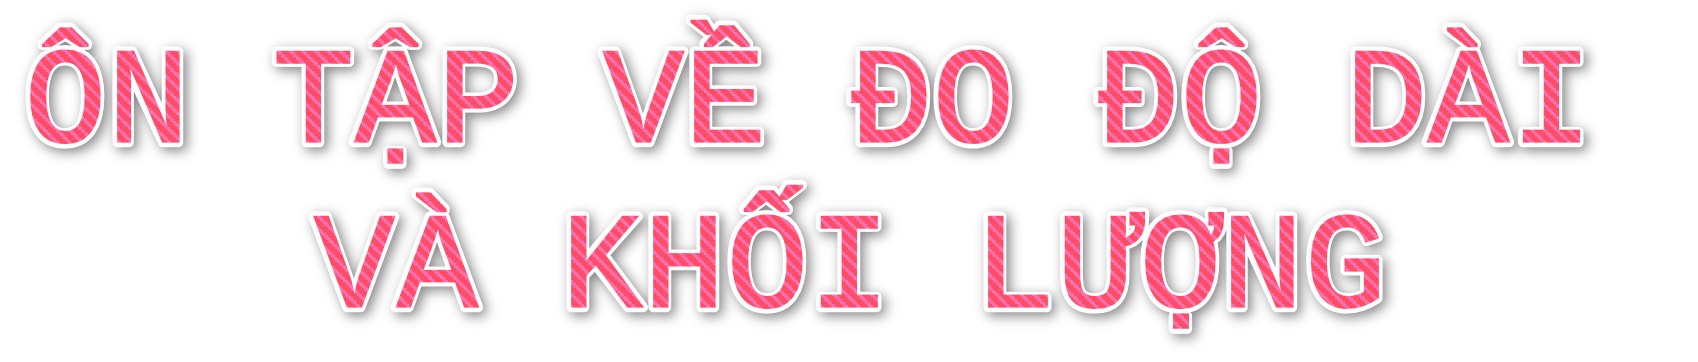 ÔN TẬP VỀ ĐO ĐỘ DÀI
VÀ KHỐI LƯỢNG